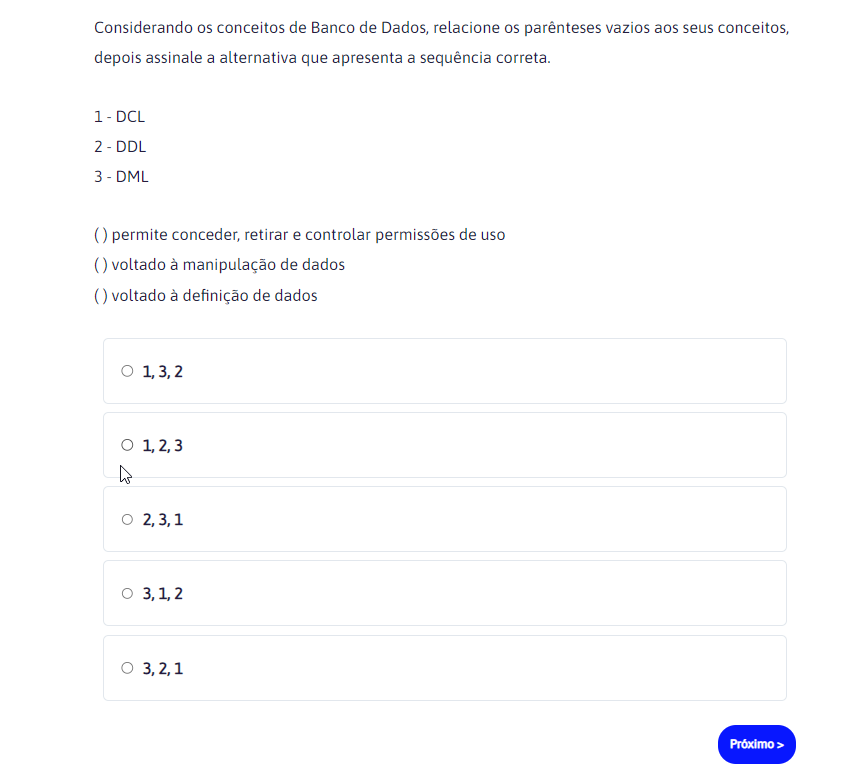 Considerando os conceitos de Banco de Dados, relacione os parênteses vazios aos seus conceitos,
depois assinale a alternativa que apresenta a sequência correta.
1 - DCL
2 - DDL
3 - DML
( ) permite conceder, retirar e controlar permissões de uso
( ) voltado à manipulação de dados
( ) voltado à definição de dados
1, 3, 2
1, 2, 3
2, 3, 1
3, 1, 2
3, 2, 1
Próximo >